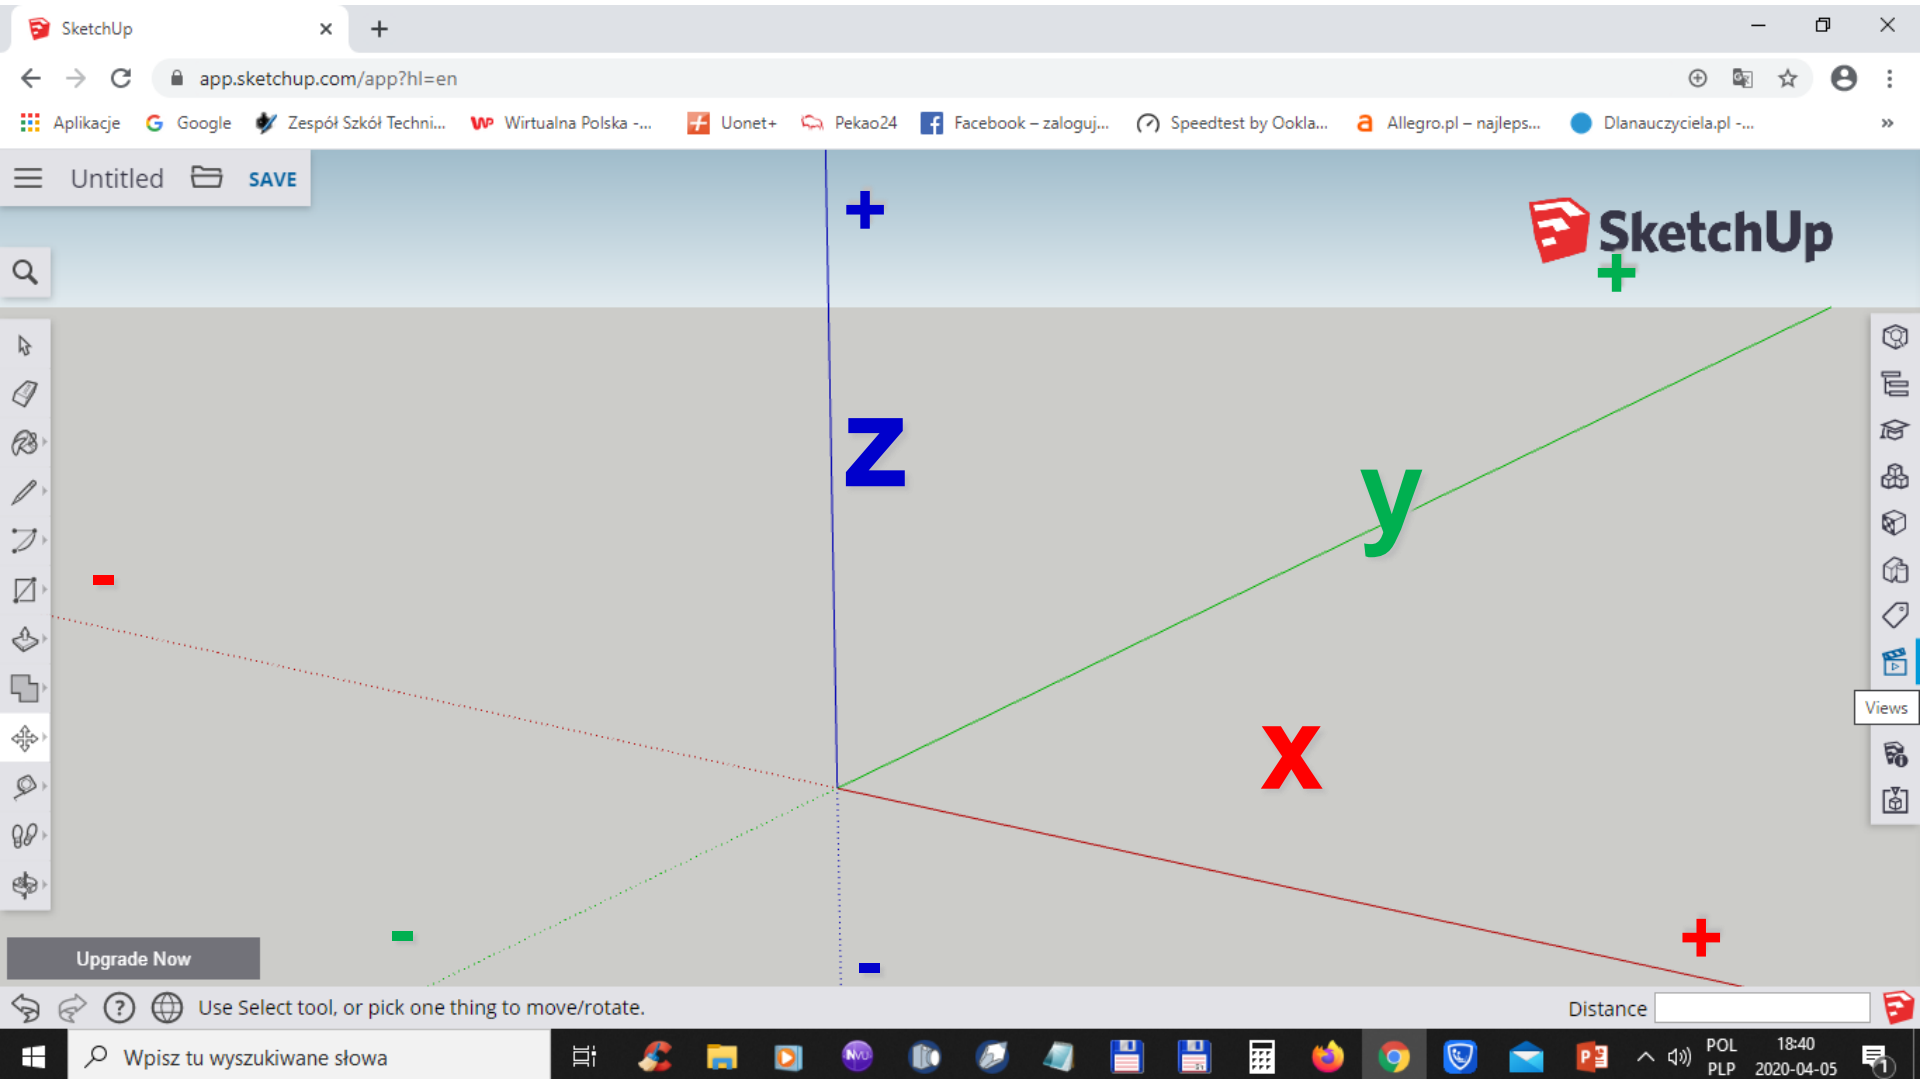 SketchUp
app.sketchup.com/app?hl=en
Aplikacje Google Zespół Szkół Techni... Wirtualna Polska -... Uonet+ Pekao24 Facebook – zaloguj... Speedtest by Ookla... Allegro.pl – najleps... Dlanauczyciela.pl -... »
Untitled SAVE
+
SketchUp
+
z
y
-
Views
x
-
+
-
Upgrade Now
Use Select tool, or pick one thing to move/rotate.
Distance
Wpisz tu wyszukiwane słowa
POL 18:40
PLP 2020-04-05